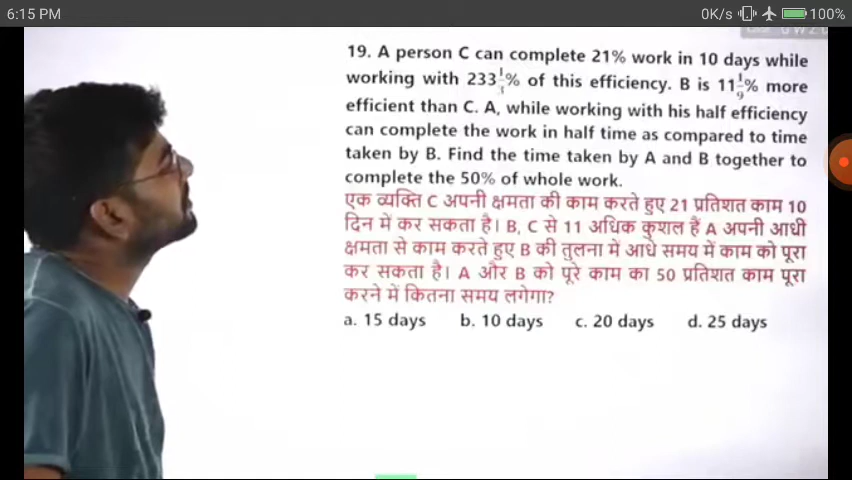 6:15 PM
0K/s 100%
19. A person C can complete 21% work in 10 days while
working with 233 1/3% of this efficiency. B is 11 1/9% more
efficient than C. A, while working with his half efficiency
can complete the work in half time as compared to time
taken by B. Find the time taken by A and B together to
complete the 50% of whole work.
एक व्यक्ति C अपनी क्षमता की काम करते हुए 21 प्रतिशत काम 10
दिन में कर सकता है। B, C से 11 अधिक कुशल हैं A अपनी आधी
क्षमता से काम करते हुए B की तुलना में आधे समय में काम को पूरा
कर सकता है। A और B को पूरे काम का 50 प्रतिशत काम पूरा
करने में कितना समय लगेगा?
a. 15 days b. 10 days c. 20 days d. 25 days